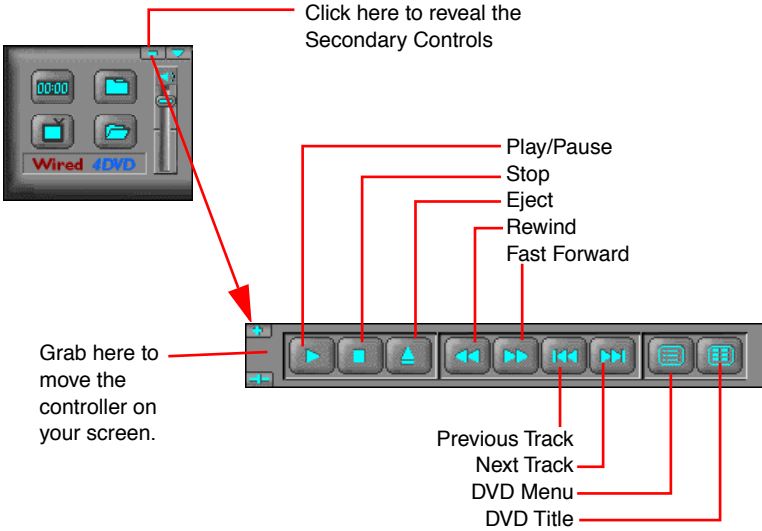 Click here to reveal the
Secondary Controls
00:00
Wired 4DVD
Play/Pause
Stop
Eject
Rewind
Fast Forward
Grab here to
move the
controller on
your screen.
Previous Track
Next Track
DVD Menu
DVD Title